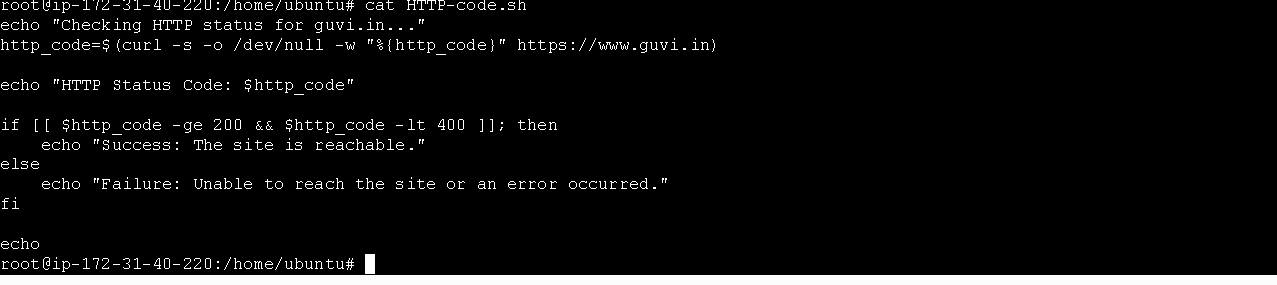 root@ip-172-31-40-220:/home/ubuntu# cat HTTP-code.sh
echo "Checking HTTP status for guvi.in..."
http_code=$(curl -s -o /dev/null -w "%{http_code}" https://www.guvi.in)
echo "HTTP Status Code: $http_code"
if [[ $http_code -ge 200 && $http_code -lt 400 ]]; then
    echo "Success: The site is reachable."
else
    echo "Failure: Unable to reach the site or an error occurred."
fi
echo
root@ip-172-31-40-220:/home/ubuntu#